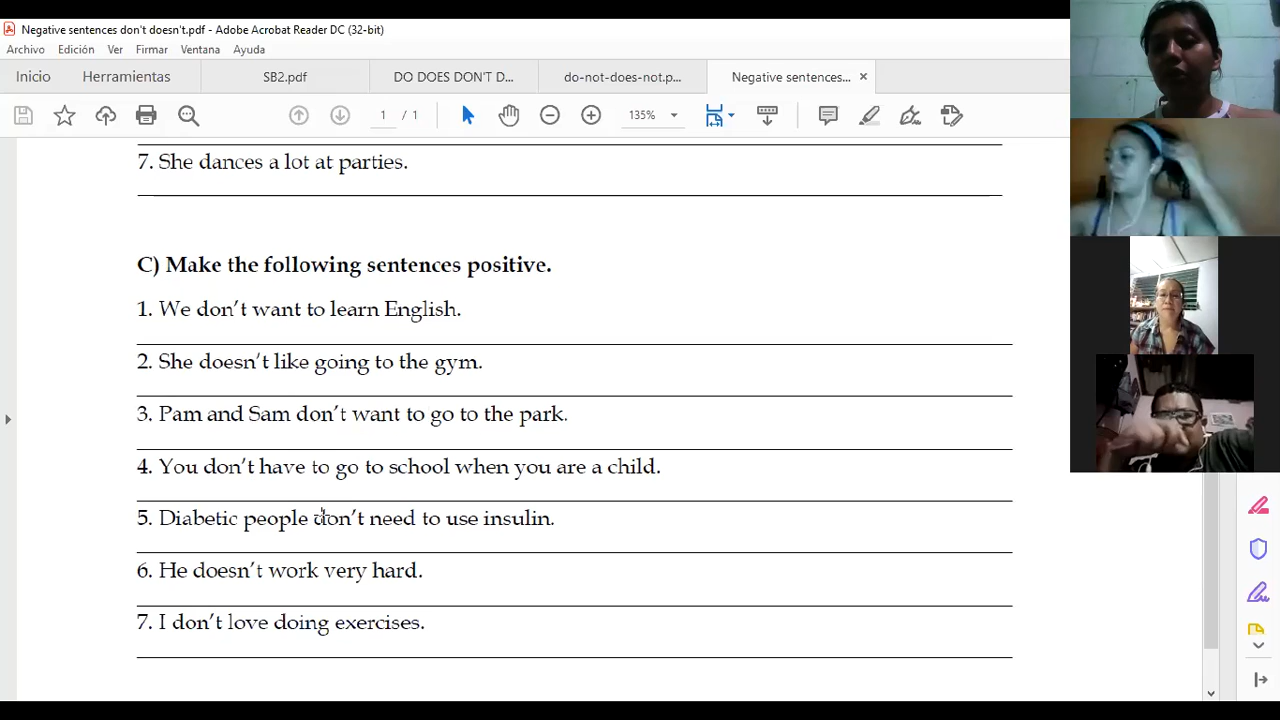 Negative sentences don't doesn't.pdf - Adobe Acrobat Reader DC (32-bit)
Archivo Edición Ver Firmar Ventana Ayuda
Inicio Herramientas SB2.pdf DO DOES DON'T D... do-not-does-not.p... Negative sentences... ×
1 / 1 135%
7. She dances a lot at parties.
C) Make the following sentences positive.
1. We don't want to learn English.
2. She doesn't like going to the gym.
3. Pam and Sam don't want to go to the park.
4. You don't have to go to school when you are a child.
5. Diabetic people don't need to use insulin.
6. He doesn't work very hard.
7. I don't love doing exercises.